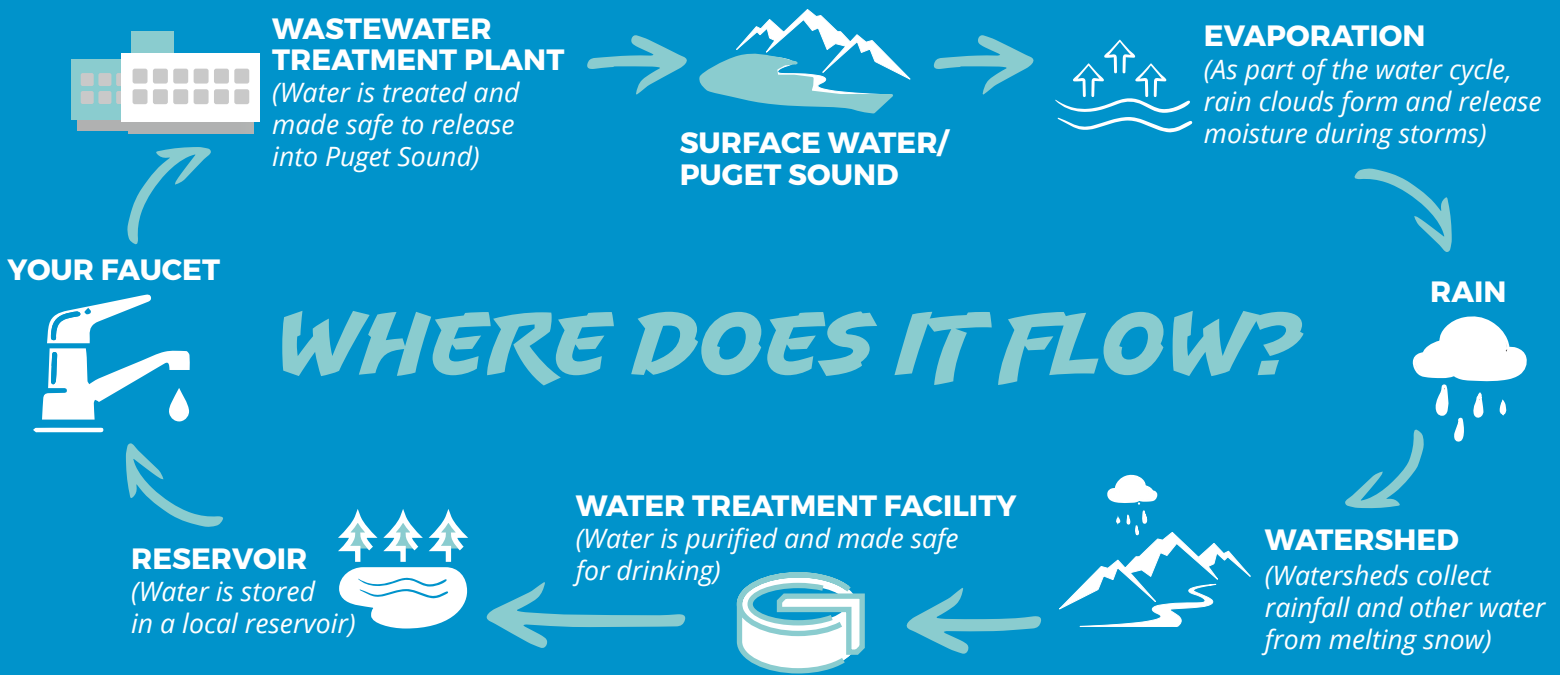 WASTEWATER
TREATMENT PLANT
(Water is treated and
made safe to release
into Puget Sound)
SURFACE WATER/
PUGET SOUND
EVAPORATION
(As part of the water cycle,
rain clouds form and release
moisture during storms)
YOUR FAUCET
WHERE DOES IT FLOW?
RAIN
RESERVOIR
(Water is stored
in a local reservoir)
WATER TREATMENT FACILITY
(Water is purified and made safe
for drinking)
WATERSHED
(Watersheds collect
rainfall and other water
from melting snow)